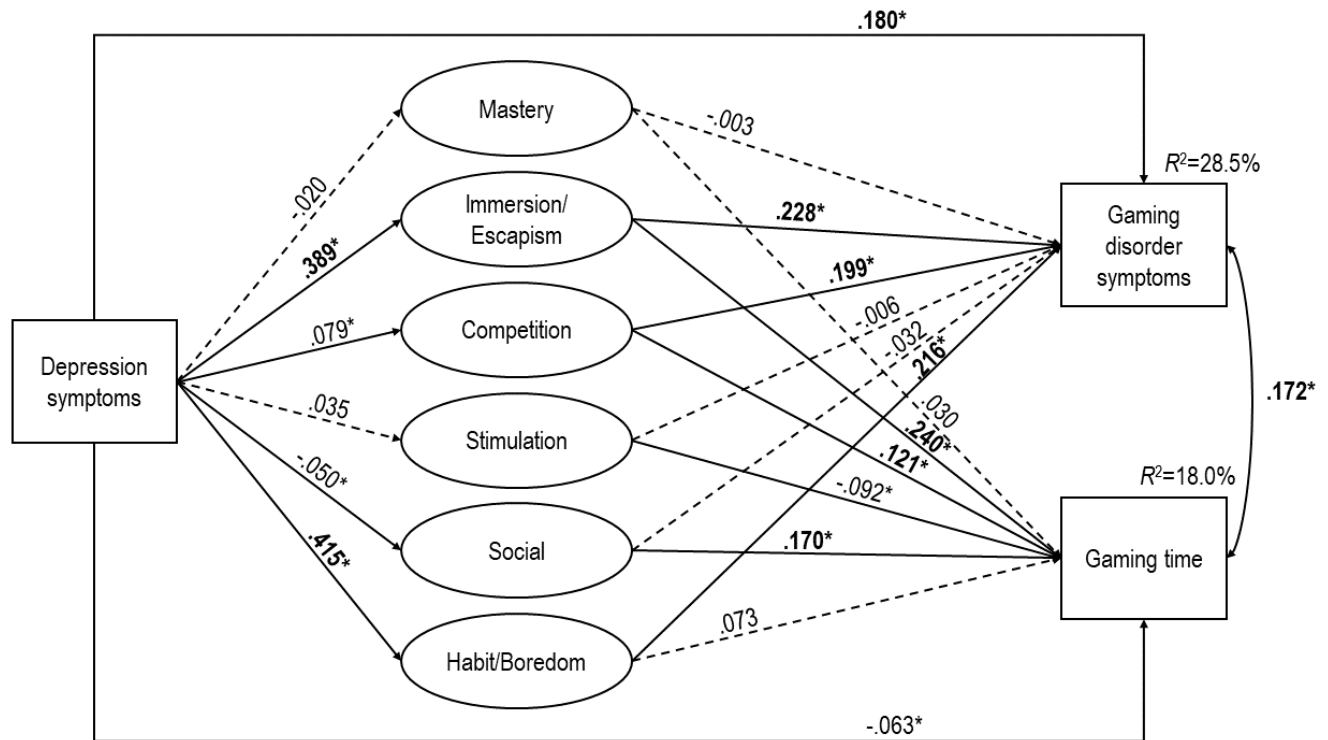 .180*
Mastery
-.003
R²=28.5%
-.020
Immersion/
Escapism
.228*
Gaming
disorder
symptoms
.389*
.199*
Competition
-.006
.079*
-.032
.216*
Depression
symptoms
.172*
.035
-.030
Stimulation
.240*
.121*
-.050*
-.092*
R²=18.0%
.415*
Social
.170*
Gaming time
.073
Habit/Boredom
-.063*